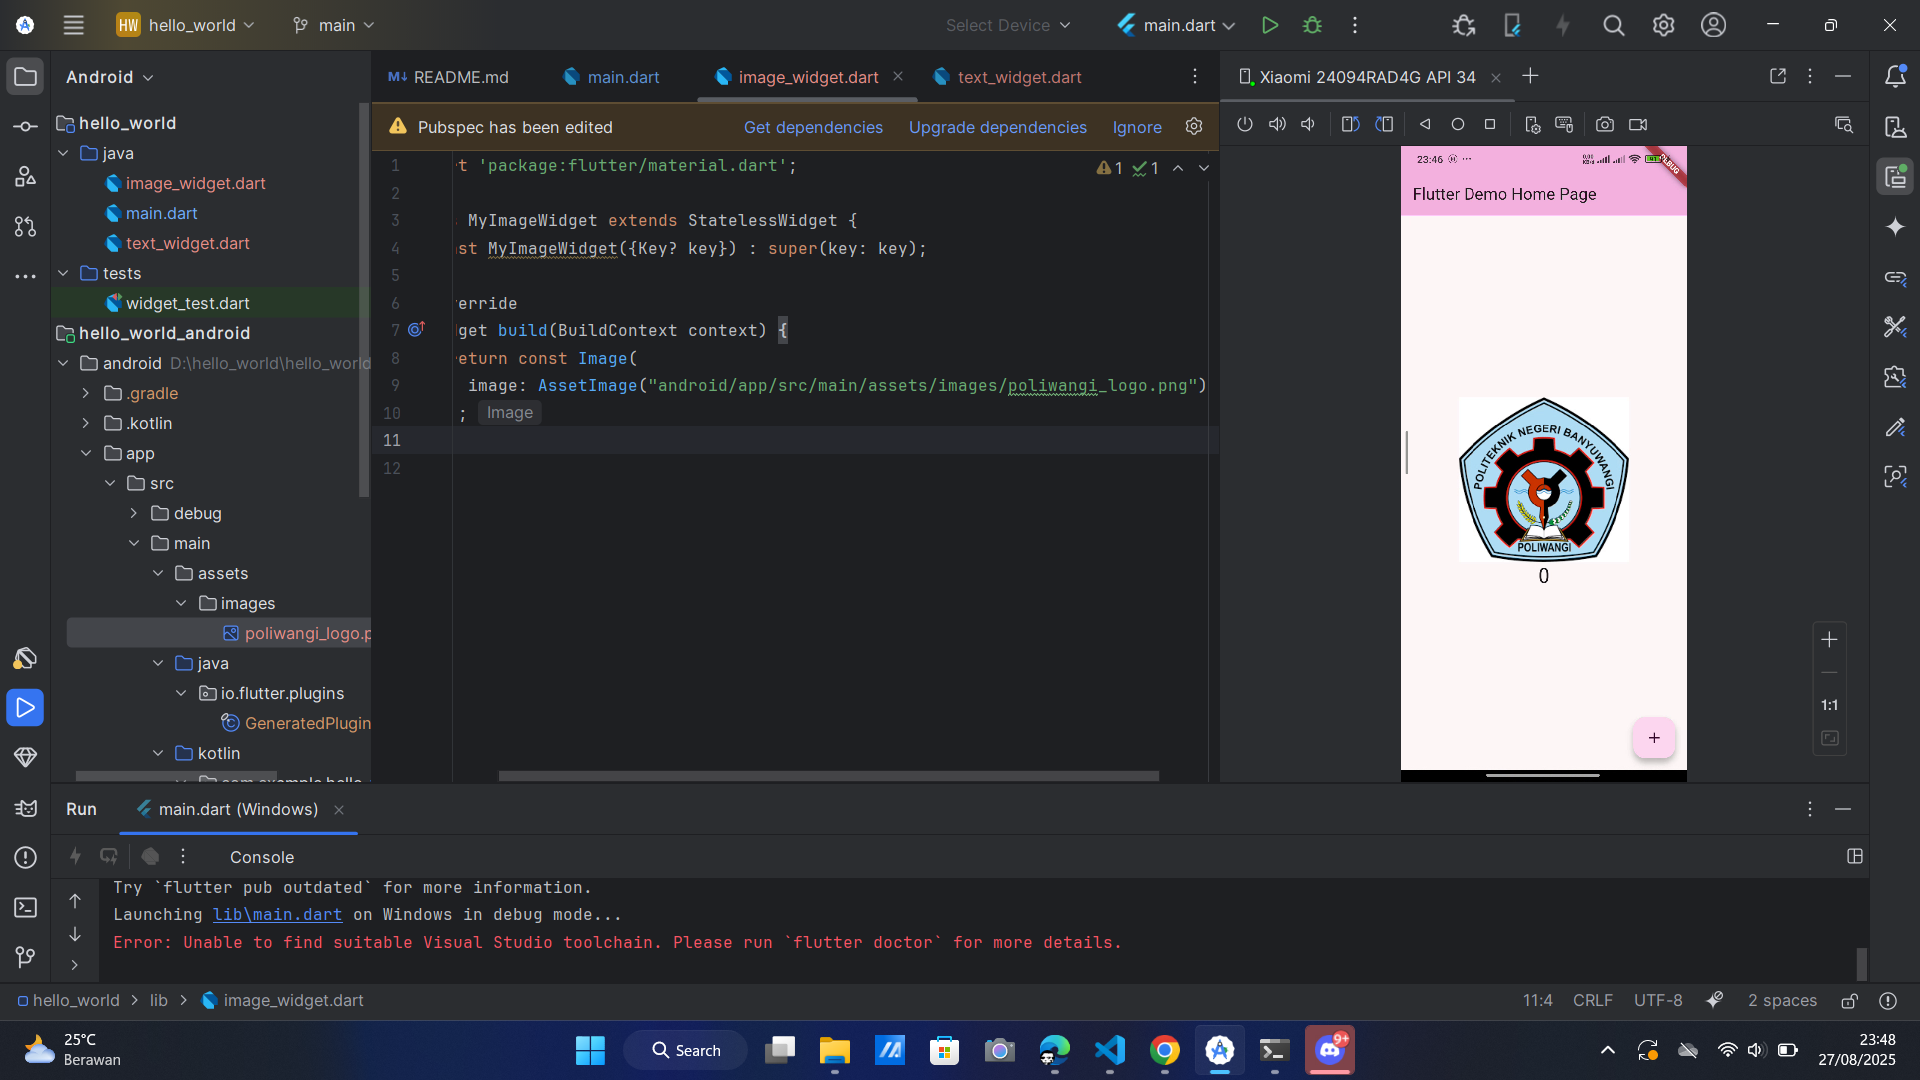 HW hello_world main Select Device main.dart
Android
README.md main.dart image_widget.dart text_widget.dart
Xiaomi 24094RAD4G API 34
Pubspec has been edited Get dependencies Upgrade dependencies Ignore
hello_world
java
image_widget.dart
main.dart
text_widget.dart
tests
widget_test.dart
hello_world_android
android D:\hello_world\hello_world
.gradle
.kotlin
app
src
debug
main
assets
images
poliwangi_logo.p
java
io.flutter.plugins
GeneratedPlugin
kotlin
com.example.hello
1 t 'package:flutter/material.dart';
2
3 MyImageWidget extends StatelessWidget {
4 nst MyImageWidget({Key? key}) : super(key: key);
5
6 erride
7 get build(BuildContext context) {
8 eturn const Image(
9 image: AssetImage("android/app/src/main/assets/images/poliwangi_logo.png")
10 ; Image
11
12
1 1
23:46
DEBUG
Flutter Demo Home Page
POLITEKNIK NEGERI BANYUWANGI
POLIWANGI
0
+
1:1
Run main.dart (Windows)
Console
Try `flutter pub outdated` for more information.
Launching lib\main.dart on Windows in debug mode...
Error: Unable to find suitable Visual Studio toolchain. Please run `flutter doctor` for more details.
hello_world > lib > image_widget.dart
11:4 CRLF UTF-8 2 spaces
25°C
Berawan
Search
9+
23:48
27/08/2025